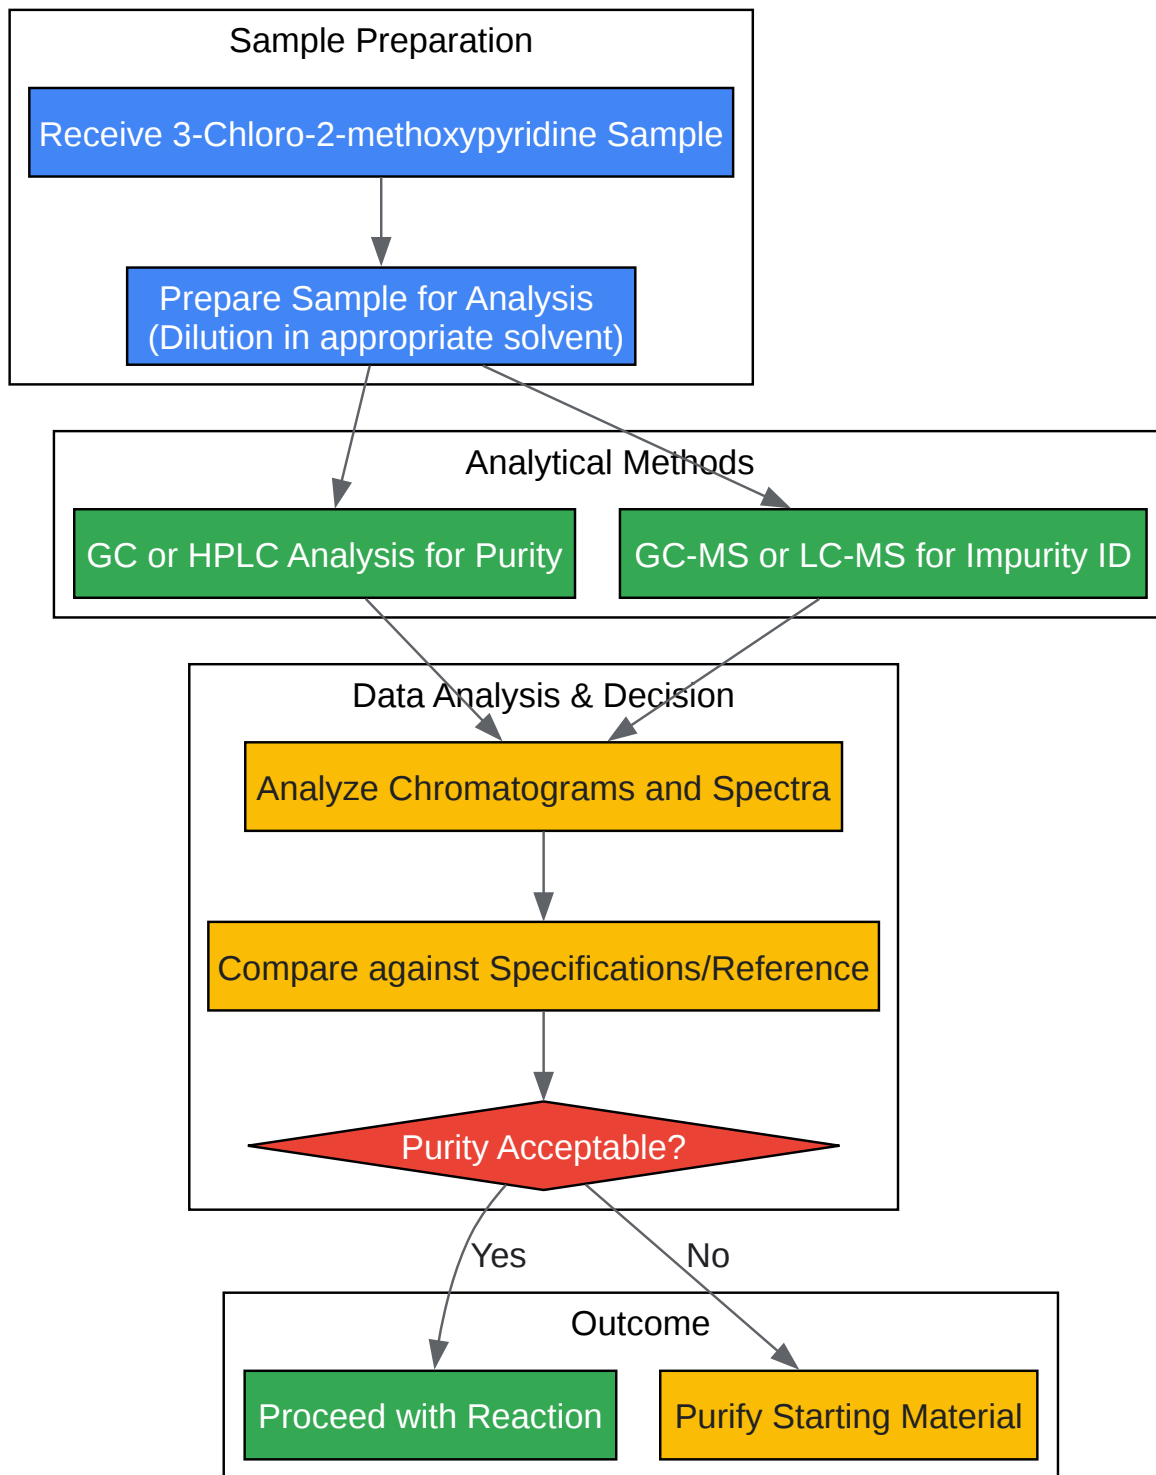 Sample Preparation
Receive 3-Chloro-2-methoxypyridine Sample
Prepare Sample for Analysis
(Dilution in appropriate solvent)
Analytical Methods
GC or HPLC Analysis for Purity
GC-MS or LC-MS for Impurity ID
Data Analysis & Decision
Analyze Chromatograms and Spectra
Compare against Specifications/Reference
Purity Acceptable?
Yes
No
Outcome
Proceed with Reaction
Purify Starting Material